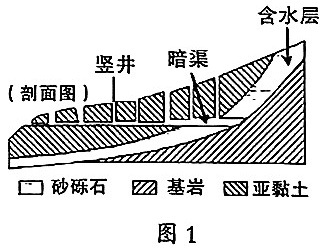 含水层
竖井
暗渠
(剖面图)
砂砾石 基岩 亚黏土
图1